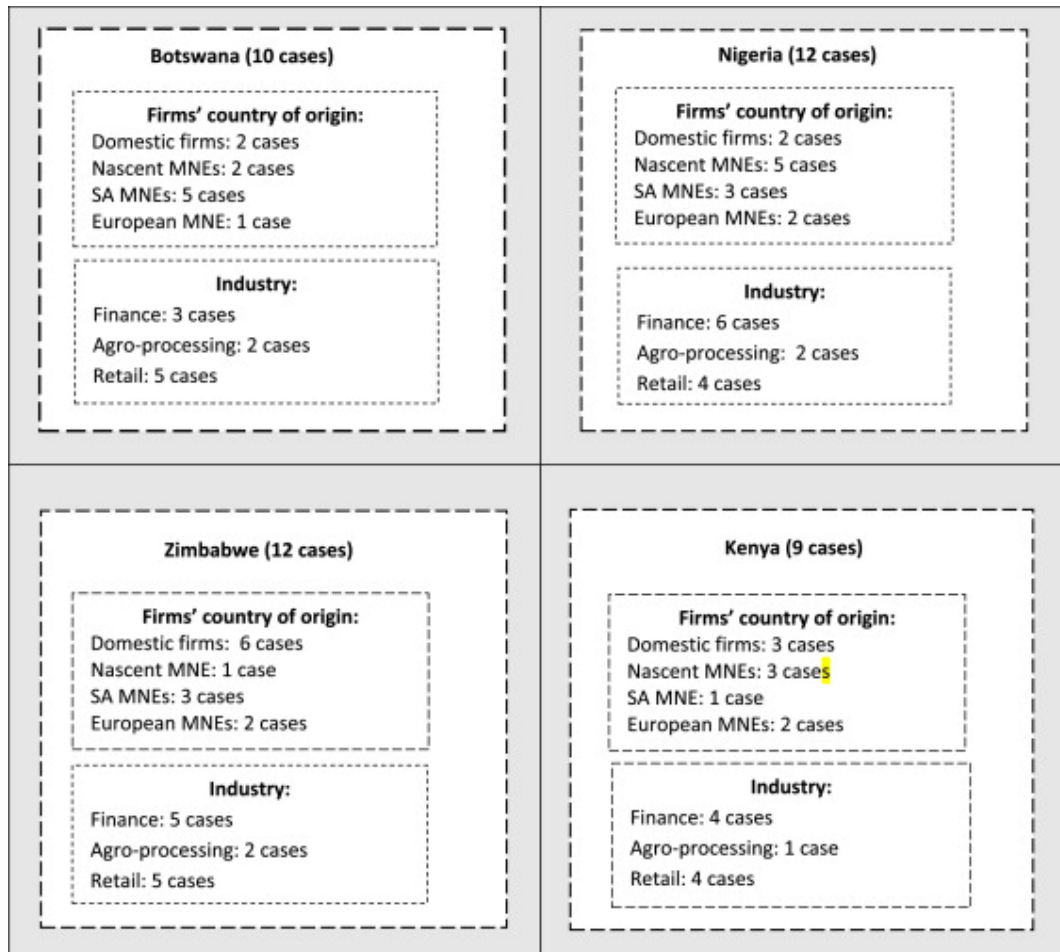 Botswana (10 cases)
Firms' country of origin:
Domestic firms: 2 cases
Nascent MNEs: 2 cases
SA MNEs: 5 cases
European MNE: 1 case
Industry:
Finance: 3 cases
Agro-processing: 2 cases
Retail: 5 cases
Nigeria (12 cases)
Firms' country of origin:
Domestic firms: 2 cases
Nascent MNEs: 5 cases
SA MNEs: 3 cases
European MNEs: 2 cases
Industry:
Finance: 6 cases
Agro-processing:  2 cases
Retail: 4 cases
Zimbabwe (12 cases)
Firms' country of origin:
Domestic firms:  6 cases
Nascent MNE: 1 case
SA MNEs: 3 cases
European MNEs: 2 cases
Industry:
Finance: 5 cases
Agro-processing: 2 cases
Retail: 5 cases
Kenya (9 cases)
Firms' country of origin:
Domestic firms: 3 cases
Nascent MNEs: 3 cases
SA MNE: 1 case
European MNEs: 2 cases
Industry:
Finance: 4 cases
Agro-processing: 1 case
Retail: 4 cases